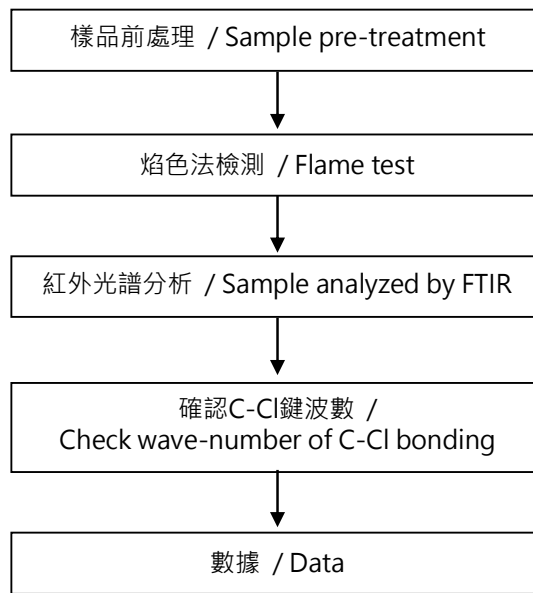 樣品前處理 / Sample pre-treatment
焰色法檢測 / Flame test
紅外光譜分析 / Sample analyzed by FTIR
確認C-Cl鍵波數 /
Check wave-number of C-Cl bonding
數據 / Data